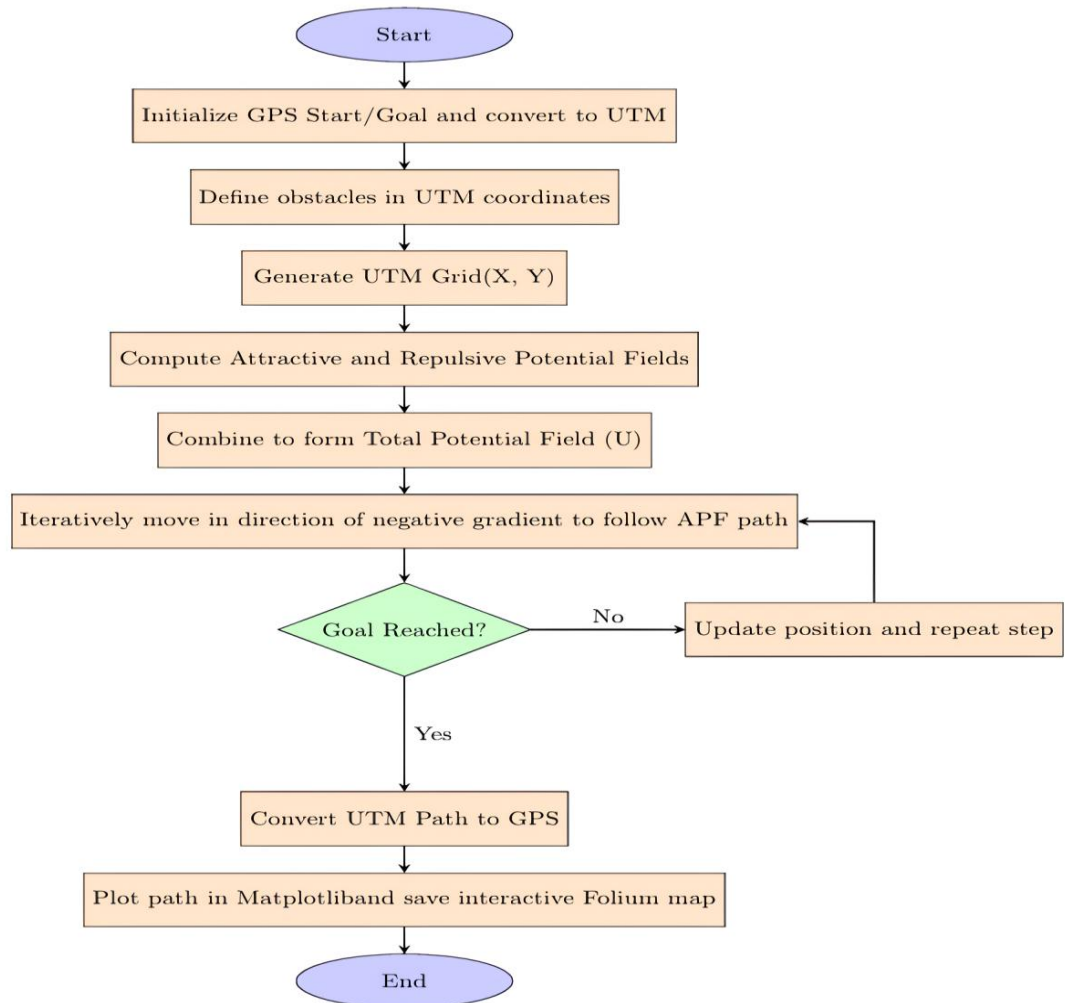 Start
Initialize GPS Start/Goal and convert to UTM
Define obstacles in UTM coordinates
Generate UTM Grid(X, Y)
Compute Attractive and Repulsive Potential Fields
Combine to form Total Potential Field (U)
Iteratively move in direction of negative gradient to follow APF path
Goal Reached?
No
Update position and repeat step
Yes
Convert UTM Path to GPS
Plot path in Matplotliband save interactive Folium map
End